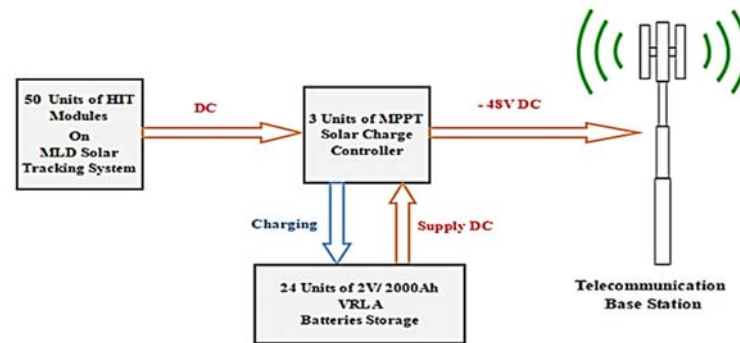 50 Units of HIT
Modules
On
MLD Solar
Tracking System
DC
3 Units of MPPT
Solar Charge
Controller
- 48V DC
Charging
Supply DC
24 Units of 2V/ 2000Ah
VRLA
Batteries Storage
Telecommunication
Base Station